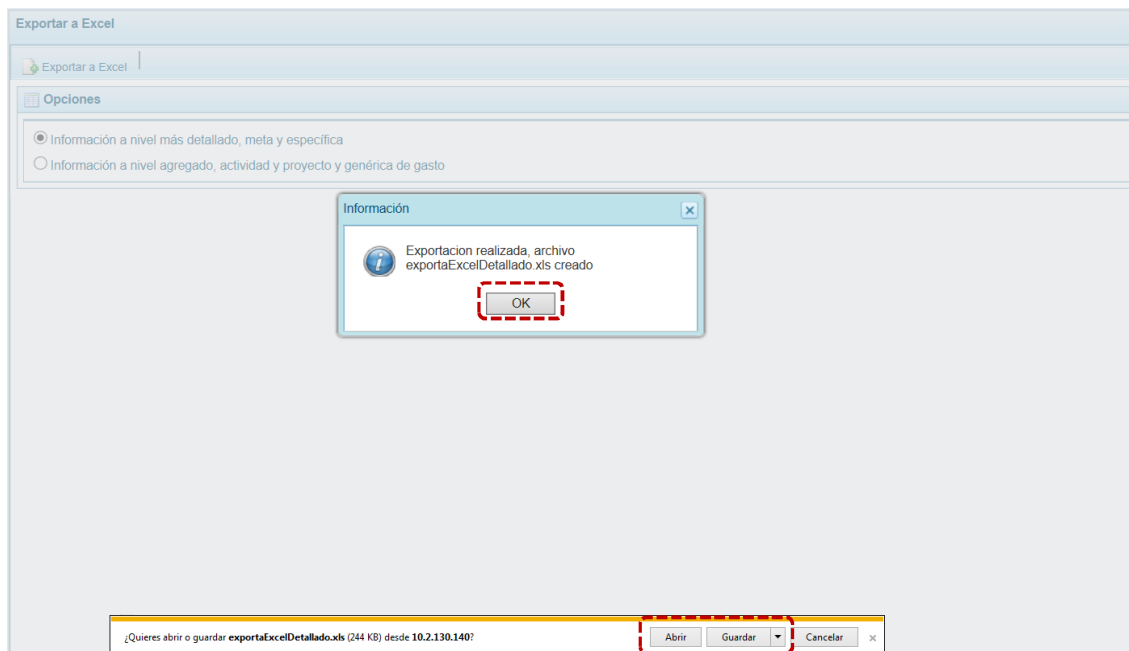 Exportar a Excel
Exportar a Excel
Opciones
Información a nivel más detallado, meta y específica
Información a nivel agregado, actividad y proyecto y genérica de gasto
Información
Exportacion realizada, archivo
exportaExcelDetallado.xls creado
OK
¿Quieres abrir o guardar exportaExcelDetallado.xls (244 KB) desde 10.2.130.140? Abrir Guardar Cancelar